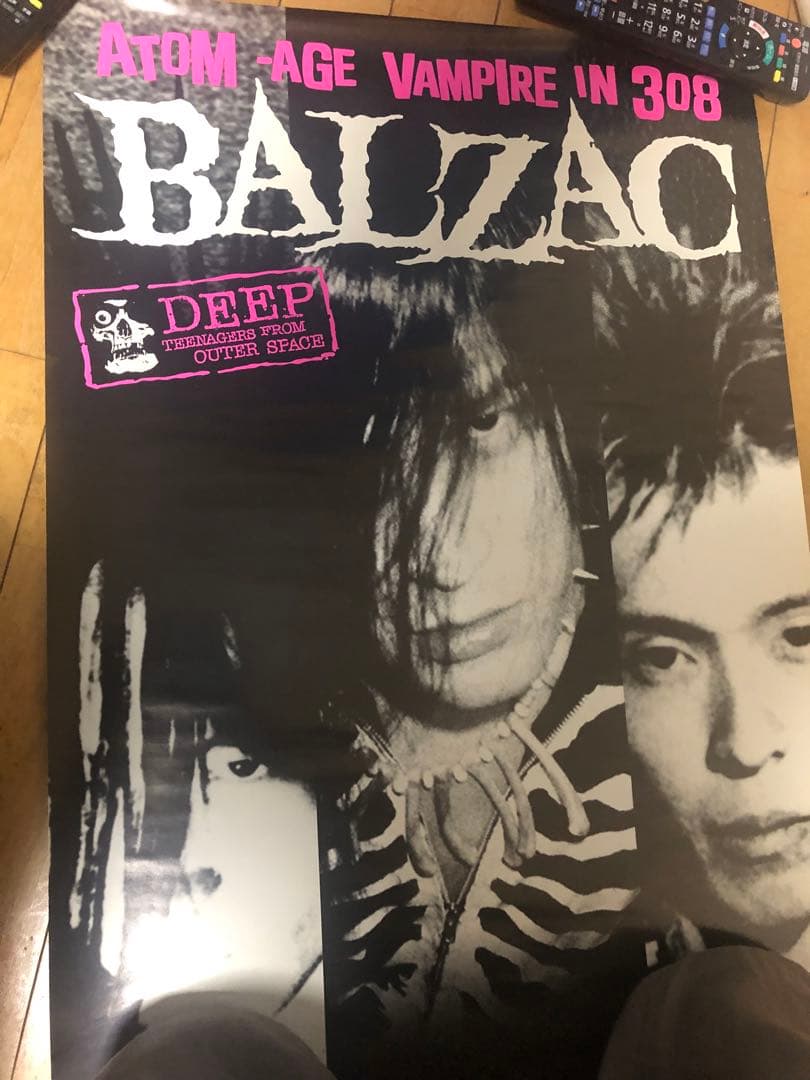 ATOM-AGE VAMPIRE IN 308
BALZAC
DEEP
TEENAGERS FROM
OUTER SPACE